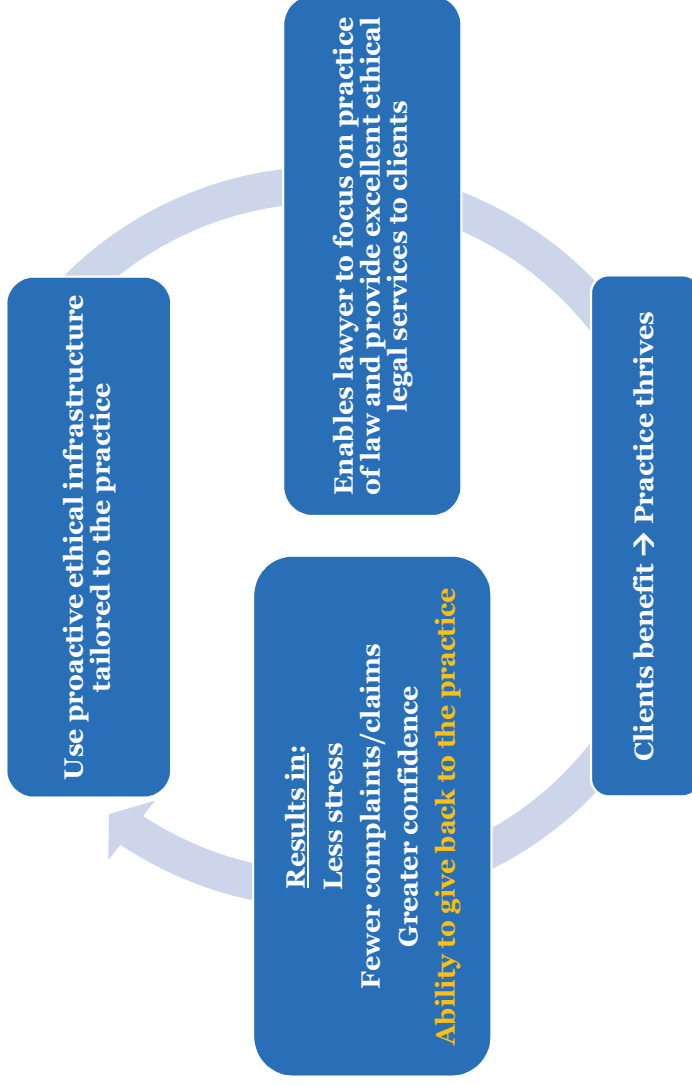 Use proactive ethical infrastructure
tailored to the practice
Enables lawyer to focus on practice
of law and provide excellent ethical
legal services to clients
Clients benefit → Practice thrives
Results in:
Less stress
Fewer complaints/claims
Greater confidence
Ability to give back to the practice